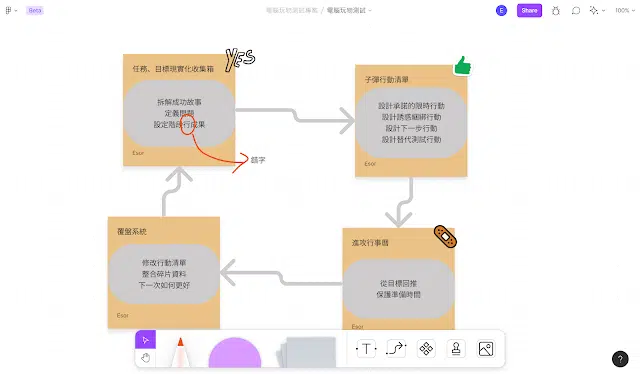 Beta
電腦玩物測試專案 / 電腦玩物測試
E
Share
100%
任務、目標現實化收集箱
YES
拆解成功故事
定義問題
設定階段行成果
Esor
錯字
子彈行動清單
設計承諾的限時行動
設計誘惑綑綁行動
設計下一步行動
設計替代測試行動
Esor
覆盤系統
修改行動清單
整合碎片資料
下一次如何更好
Esor
進攻行事曆
從目標回推
保護準備時間
Esor
T
?